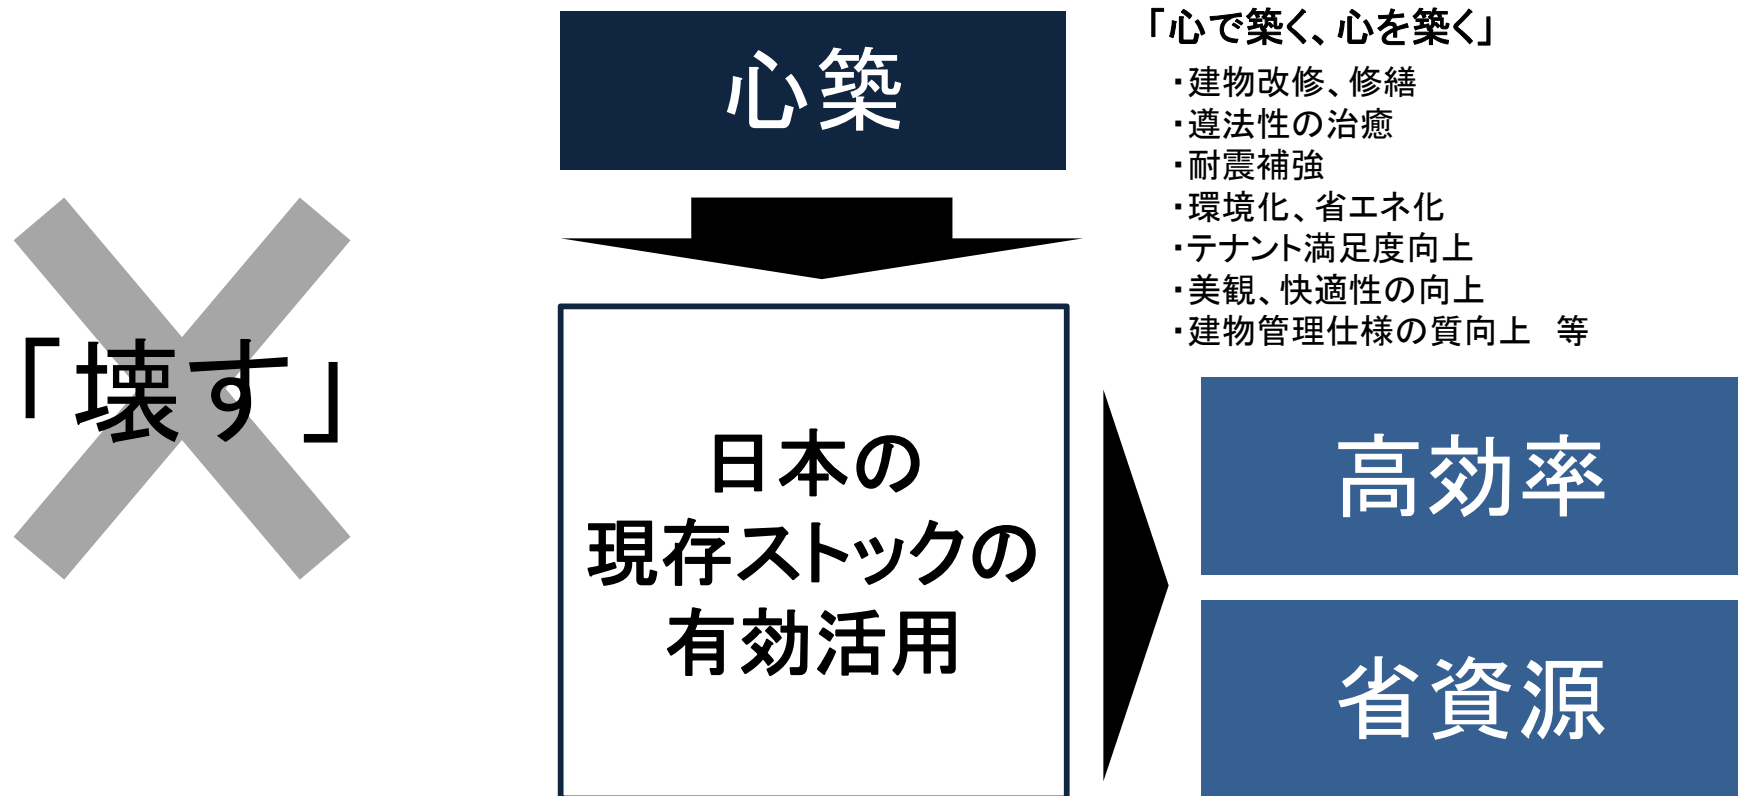 「壊す」
心築
「心で築く、心を築く」
・建物改修、修繕
・遵法性の治癒
・耐震補強
・環境化、省エネ化
・テナント満足度向上
・美観、快適性の向上
・建物管理仕様の質向上　等
日本の
現存ストックの
有効活用
高効率
省資源